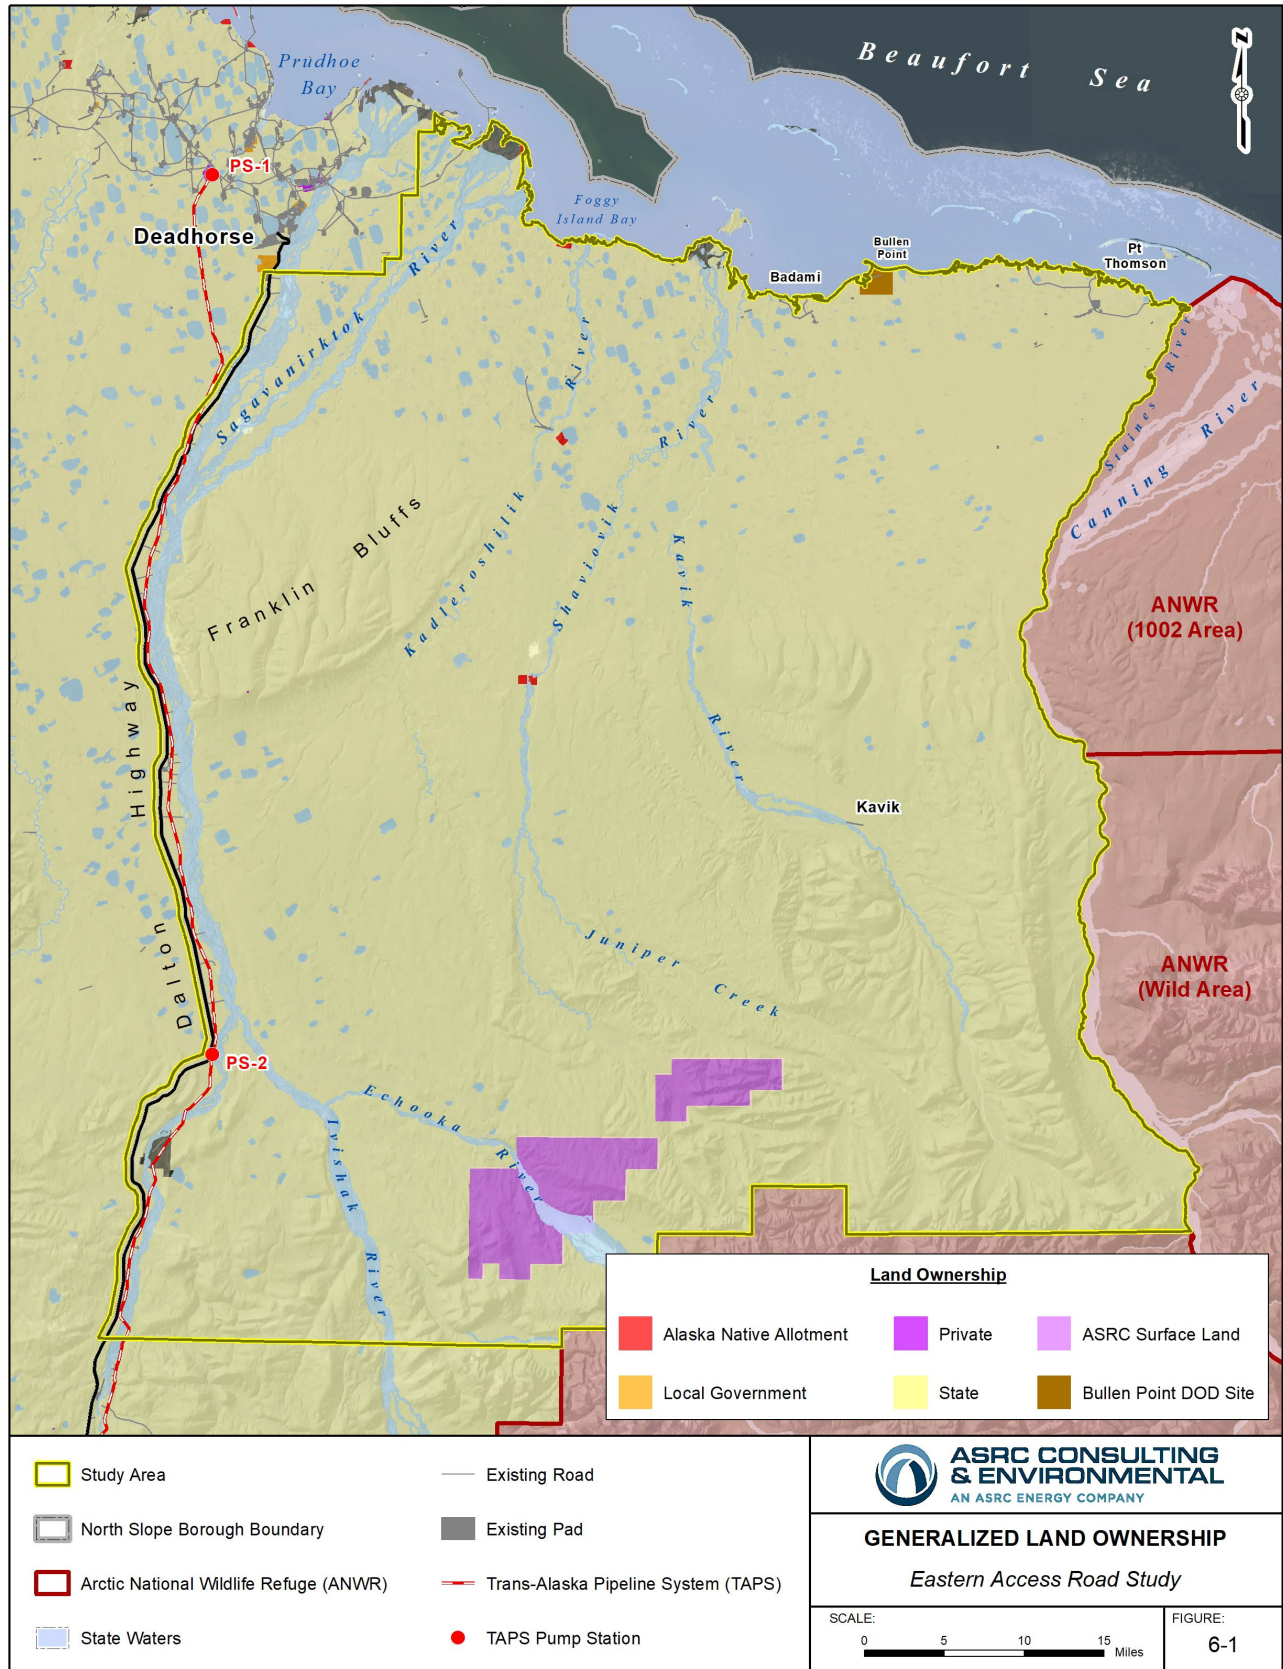 Beaufort Sea
Prudhoe
Bay
N
PS-1
Deadhorse
Foggy
Island Bay
Bullen
Point
Badami
Pt
Thomson
Sagavanirktok River
River
River
Staines River
Canning River
Franklin Bluffs
Kadleroshilik
Shaviovik
Kavik
River
ANWR
(1002 Area)
Dalton Highway
Kavik
Juniper Creek
ANWR
(Wild Area)
PS-2
Echooka River
Ivishak River
Land Ownership
Alaska Native Allotment
Private
ASRC Surface Land
Local Government
State
Bullen Point DOD Site
Study Area
Existing Road
North Slope Borough Boundary
Existing Pad
Arctic National Wildlife Refuge (ANWR)
Trans-Alaska Pipeline System (TAPS)
State Waters
TAPS Pump Station
ASRC CONSULTING
& ENVIRONMENTAL
AN ASRC ENERGY COMPANY
GENERALIZED LAND OWNERSHIP
Eastern Access Road Study
SCALE:
0 5 10 15
Miles
FIGURE:
6-1